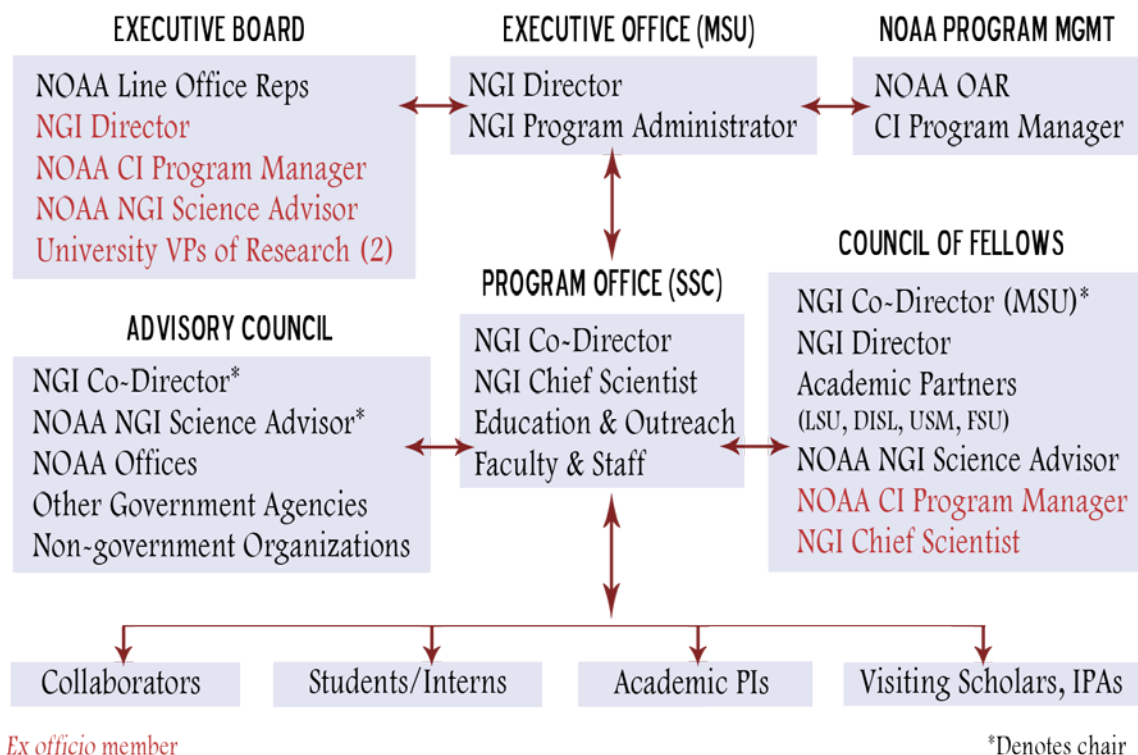 EXECUTIVE BOARD
NOAA Line Office Reps
NGI Director
NOAA CI Program Manager
NOAA NGI Science Advisor
University VPs of Research (2)
EXECUTIVE OFFICE (MSU)
NGI Director
NGI Program Administrator
NOAA PROGRAM MGMT
NOAA OAR
CI Program Manager
ADVISORY COUNCIL
NGI Co-Director*
NOAA NGI Science Advisor*
NOAA Offices
Other Government Agencies
Non-government Organizations
PROGRAM OFFICE (SSC)
NGI Co-Director
NGI Chief Scientist
Education & Outreach
Faculty & Staff
COUNCIL OF FELLOWS
NGI Co-Director (MSU)*
NGI Director
Academic Partners
(LSU, DISL, USM, FSU)
NOAA NGI Science Advisor
NOAA CI Program Manager
NGI Chief Scientist
Collaborators
Students/Interns
Academic PIs
Visiting Scholars, IPAs
Ex officio member
*Denotes chair